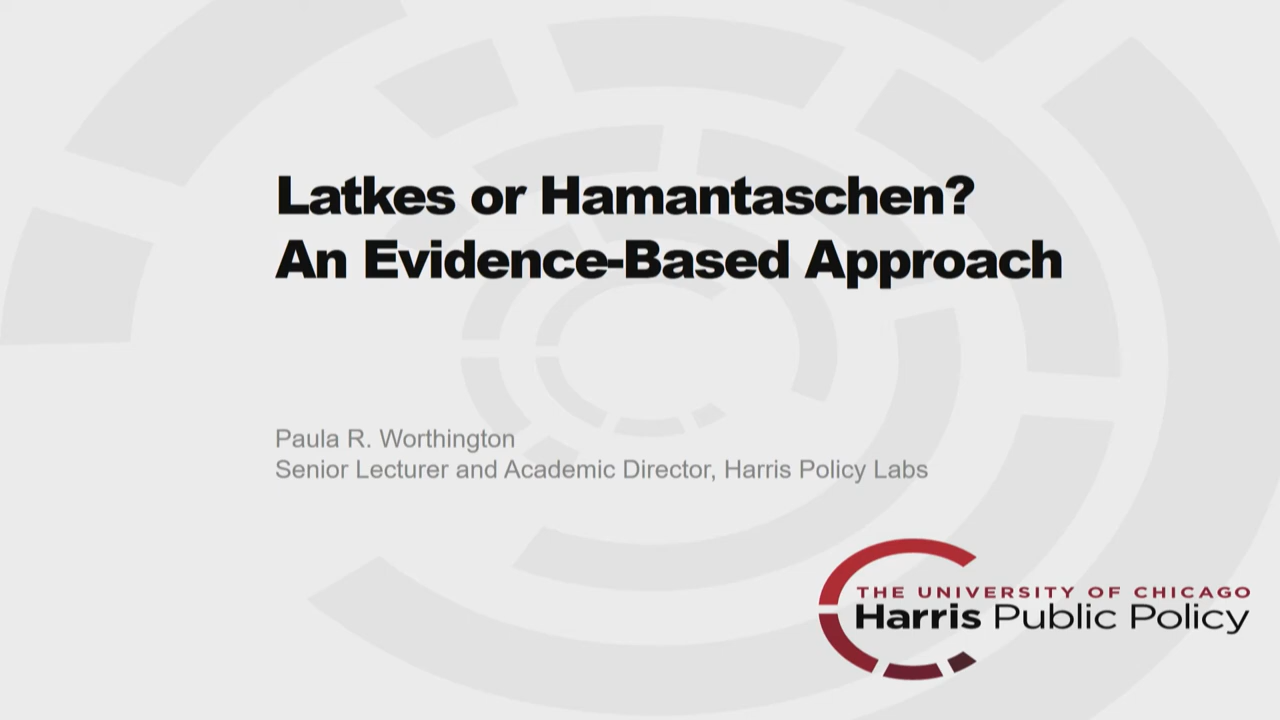 Latkes or Hamantaschen?
An Evidence-Based Approach
Paula R. Worthington
Senior Lecturer and Academic Director, Harris Policy Labs
THE UNIVERSITY OF CHICAGO
Harris Public Policy